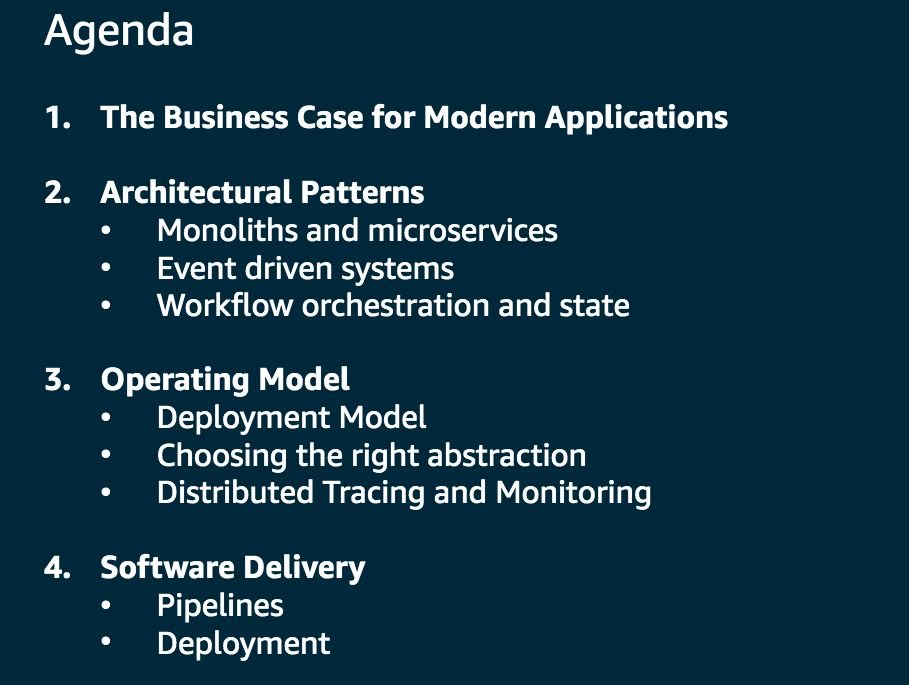 Agenda
1. The Business Case for Modern Applications
2. Architectural Patterns
• Monoliths and microservices
• Event driven systems
• Workflow orchestration and state
3. Operating Model
• Deployment Model
• Choosing the right abstraction
• Distributed Tracing and Monitoring
4. Software Delivery
• Pipelines
• Deployment